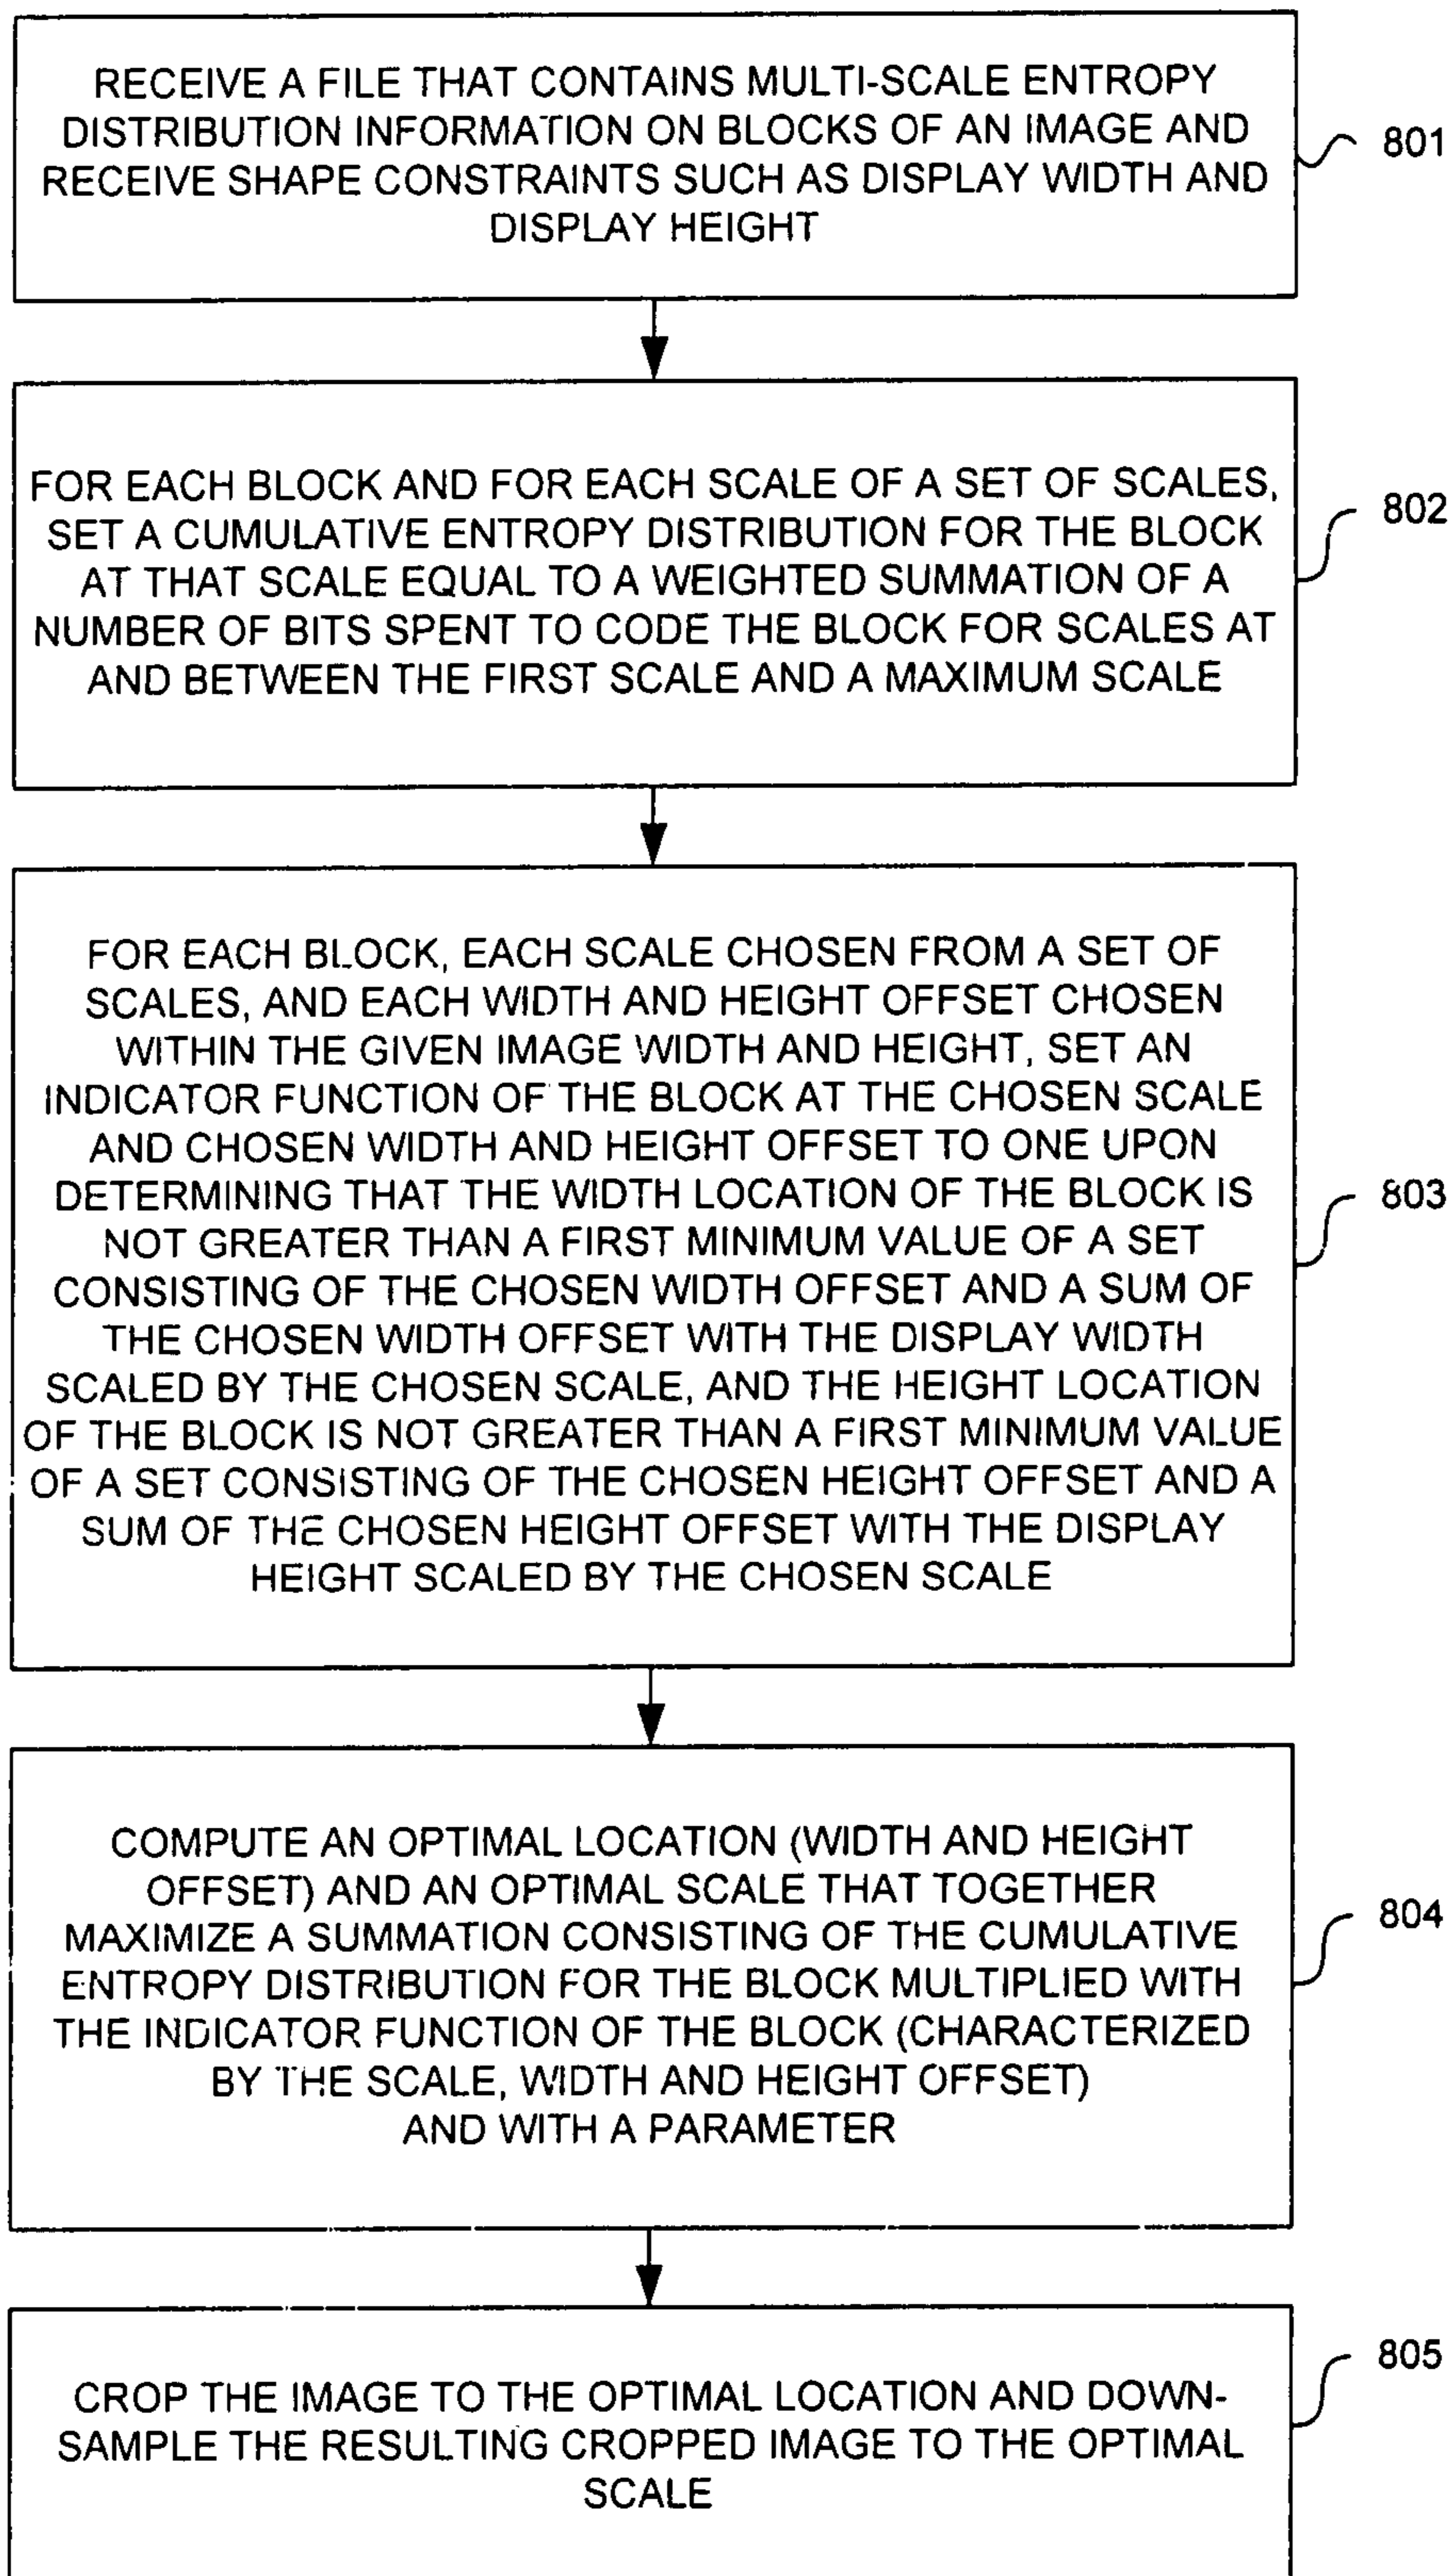 RECEIVE A FILE THAT CONTAINS MULTI-SCALE ENTROPY
DISTRIBUTION INFORMATION ON BLOCKS OF AN IMAGE AND
RECEIVE SHAPE CONSTRAINTS SUCH AS DISPLAY WIDTH AND
DISPLAY HEIGHT
801
FOR EACH BLOCK AND FOR EACH SCALE OF A SET OF SCALES,
SET A CUMULATIVE ENTROPY DISTRIBUTION FOR THE BLOCK
AT THAT SCALE EQUAL TO A WEIGHTED SUMMATION OF A
NUMBER OF BITS SPENT TO CODE THE BLOCK FOR SCALES AT
AND BETWEEN THE FIRST SCALE AND A MAXIMUM SCALE
802
FOR EACH BLOCK, EACH SCALE CHOSEN FROM A SET OF
SCALES, AND EACH WIDTH AND HEIGHT OFFSET CHOSEN
WITHIN THE GIVEN IMAGE WIDTH AND HEIGHT, SET AN
INDICATOR FUNCTION OF THE BLOCK AT THE CHOSEN SCALE
AND CHOSEN WIDTH AND HEIGHT OFFSET TO ONE UPON
DETERMINING THAT THE WIDTH LOCATION OF THE BLOCK IS
NOT GREATER THAN A FIRST MINIMUM VALUE OF A SET
CONSISTING OF THE CHOSEN WIDTH OFFSET AND A SUM OF
THE CHOSEN WIDTH OFFSET WITH THE DISPLAY WIDTH
SCALED BY THE CHOSEN SCALE, AND THE HEIGHT LOCATION
OF THE BLOCK IS NOT GREATER THAN A FIRST MINIMUM VALUE
OF A SET CONSISTING OF THE CHOSEN HEIGHT OFFSET AND A
SUM OF THE CHOSEN HEIGHT OFFSET WITH THE DISPLAY
HEIGHT SCALED BY THE CHOSEN SCALE
803
COMPUTE AN OPTIMAL LOCATION (WIDTH AND HEIGHT
OFFSET) AND AN OPTIMAL SCALE THAT TOGETHER
MAXIMIZE A SUMMATION CONSISTING OF THE CUMULATIVE
ENTROPY DISTRIBUTION FOR THE BLOCK MULTIPLIED WITH
THE INDICATOR FUNCTION OF THE BLOCK (CHARACTERIZED
BY THE SCALE, WIDTH AND HEIGHT OFFSET)
AND WITH A PARAMETER
804
CROP THE IMAGE TO THE OPTIMAL LOCATION AND DOWN-
SAMPLE THE RESULTING CROPPED IMAGE TO THE OPTIMAL
SCALE
805